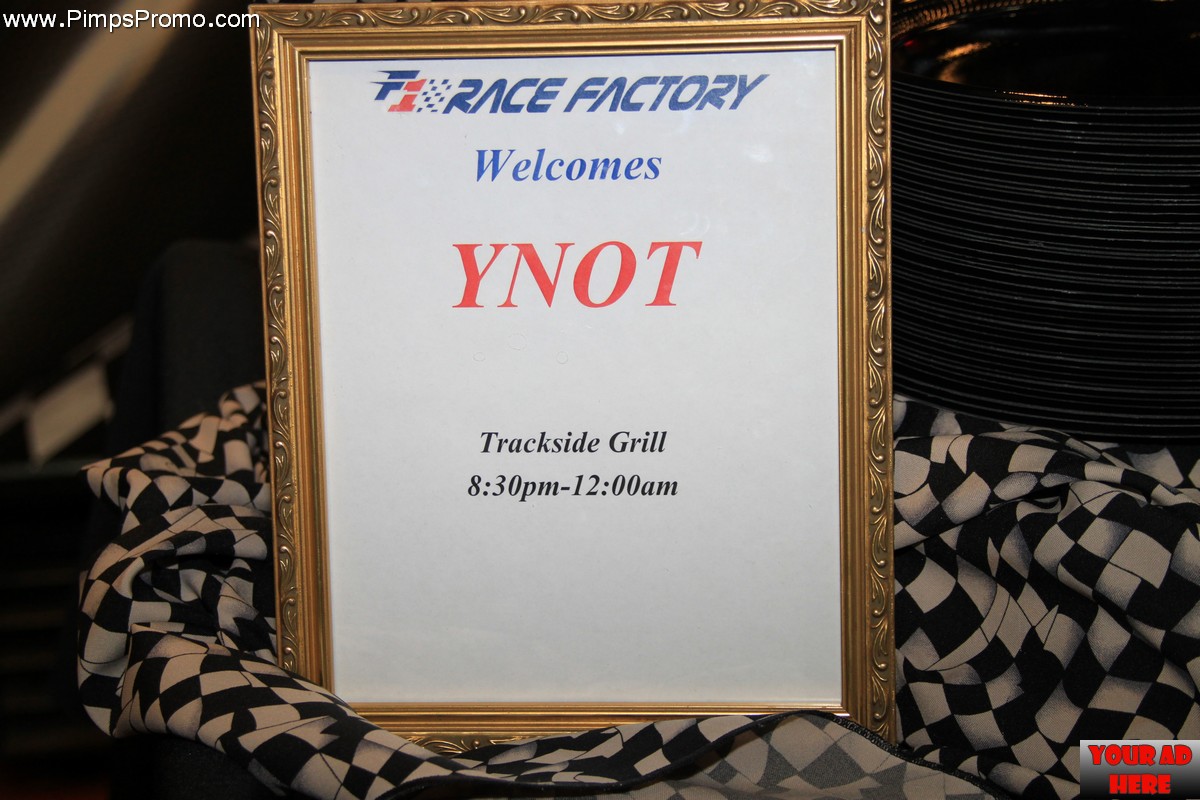 www.PimpsPromo.com
F1 RACE FACTORY
Welcomes
YNOT
Trackside Grill
8:30pm-12:00am
YOUR AD
HERE